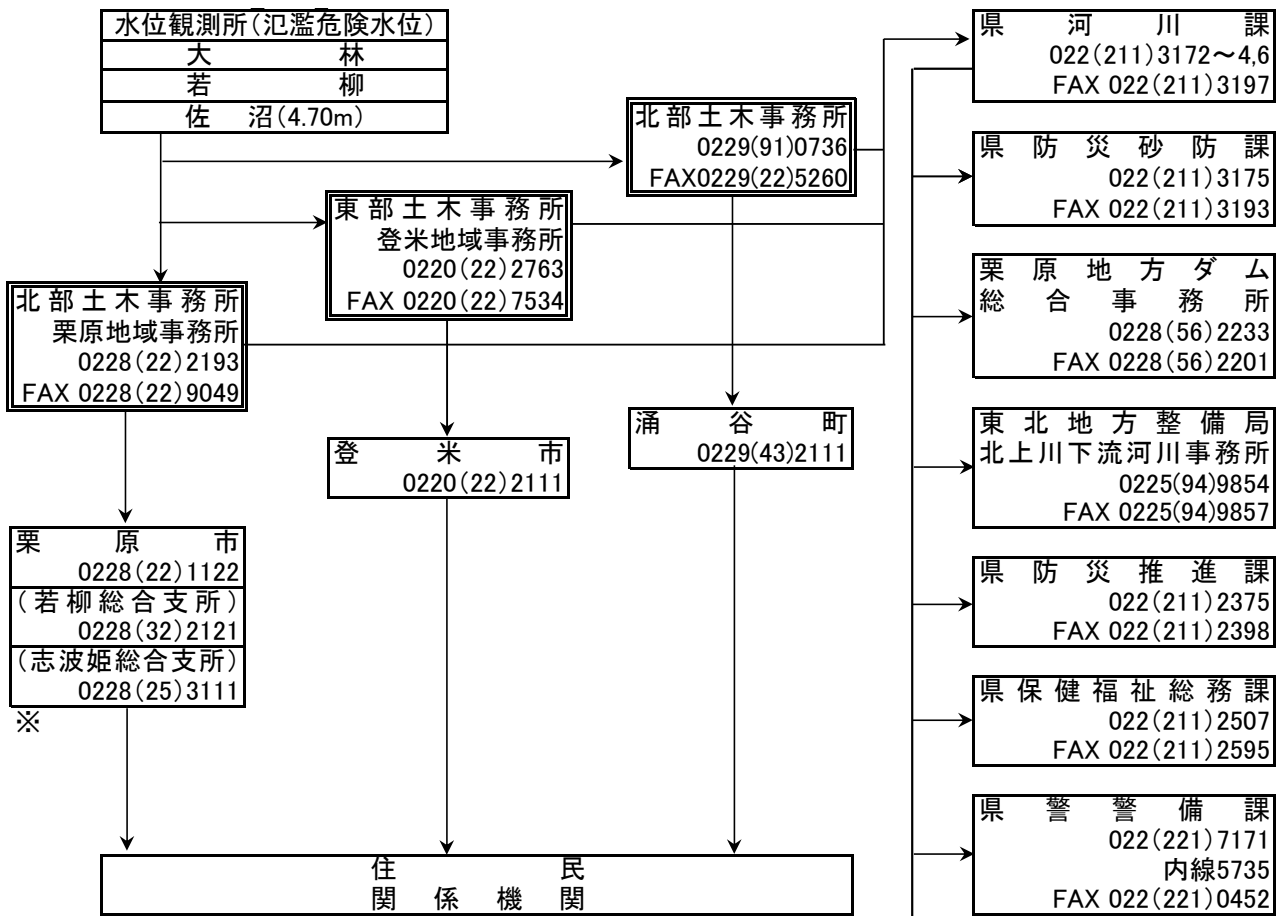 水位観測所(氾濫危険水位)
大林
若柳
佐沼(4.70m)
北部土木事務所
0229(91)0736
FAX0229(22)5260
東部土木事務所
登米地域事務所
0220(22)2763
FAX 0220(22)7534
北部土木事務所
栗原地域事務所
0228(22)2193
FAX 0228(22)9049
涌谷町
0229(43)2111
登米市
0220(22)2111
栗原市
0228(22)1122
(若柳総合支所)
0228(32)2121
(志波姫総合支所)
0228(25)3111
※
住民
関係機関
県河川課
022(211)3172～4,6
FAX 022(211)3197
県防災砂防課
022(211)3175
FAX 022(211)3193
栗原地方ダム
総合事務所
0228(56)2233
FAX 0228(56)2201
東北地方整備局
北上川下流河川事務所
0225(94)9854
FAX 0225(94)9857
県防災推進課
022(211)2375
FAX 022(211)2398
県保健福祉総務課
022(211)2507
FAX 022(211)2595
県警警備課
022(221)7171
内線5735
FAX 022(221)0452